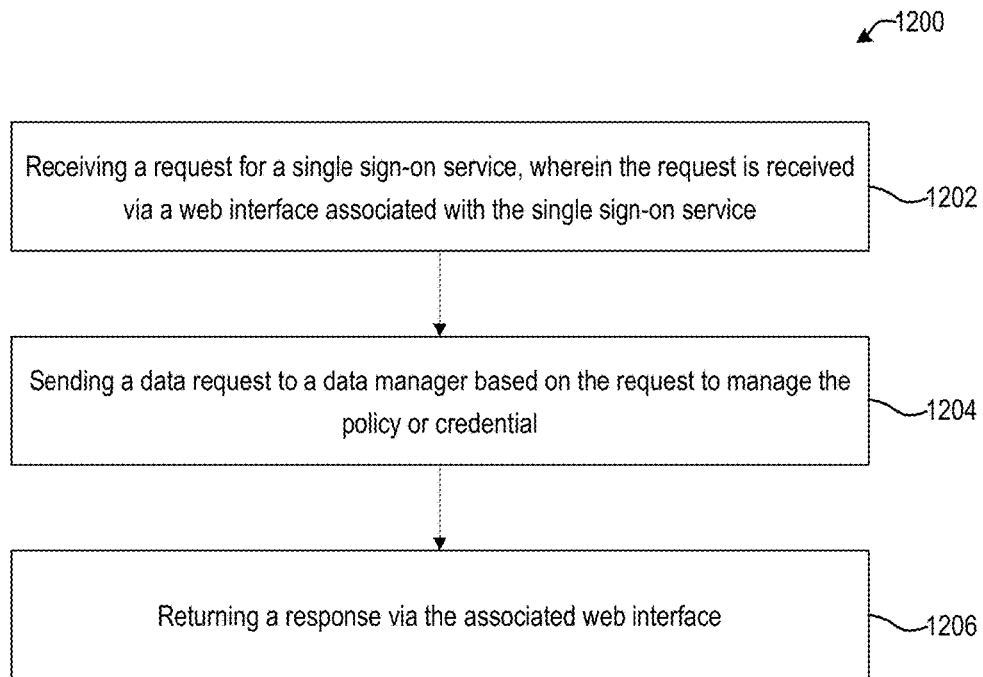 1200
Receiving a request for a single sign-on service, wherein the request is received
via a web interface associated with the single sign-on service
1202
Sending a data request to a data manager based on the request to manage the
policy or credential
1204
Returning a response via the associated web interface
1206